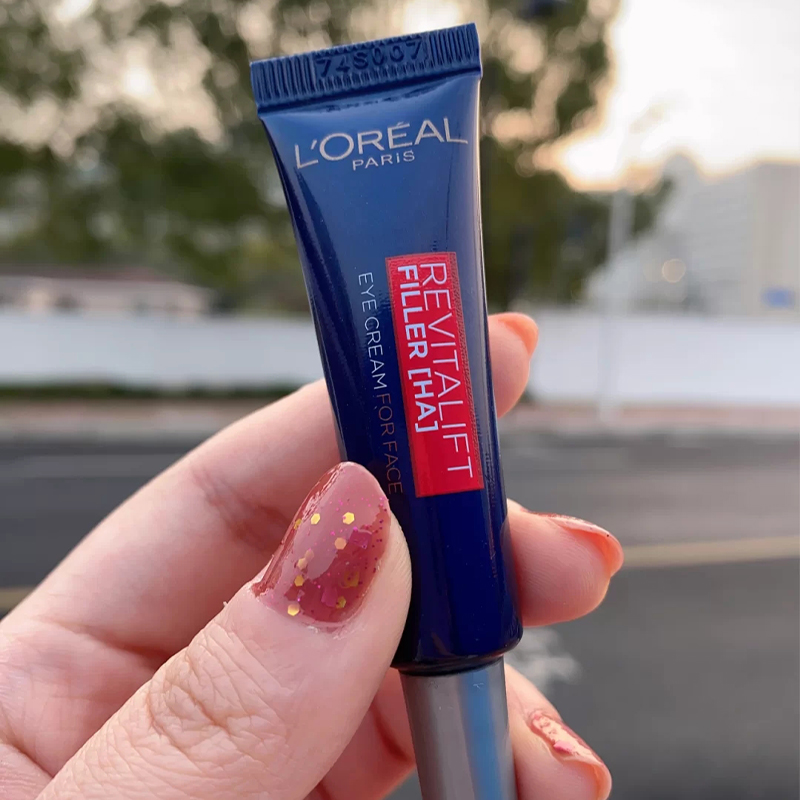 74S007
L'ORÉAL
PARIS
REVITALIFT
FILLER [HA]
EYE CREAM FOR FACE